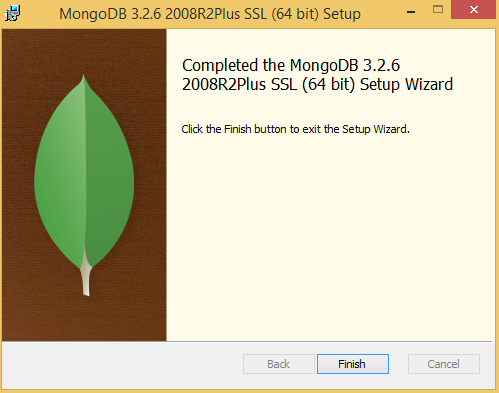 MongoDB 3.2.6 2008R2Plus SSL (64 bit) Setup
Completed the MongoDB 3.2.6
2008R2Plus SSL (64 bit) Setup Wizard
Click the Finish button to exit the Setup Wizard.
Back Finish Cancel